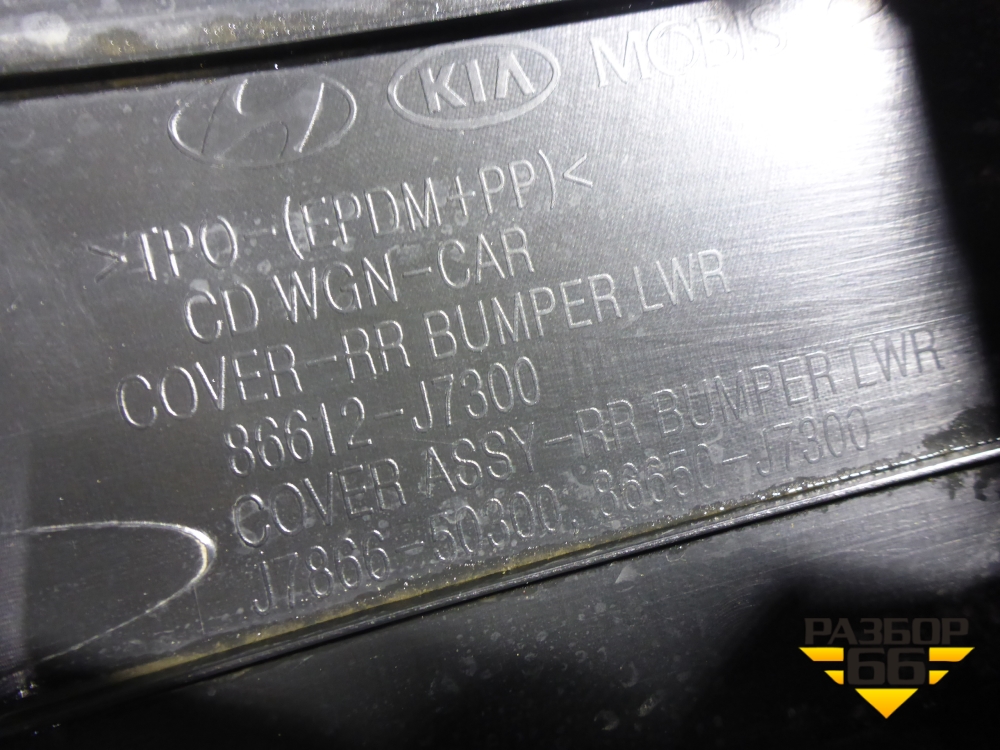 KIA MOBIS
>TPO-(EPDM+PP)<
CD WGN-CAR
COVER-RR BUMPER LWR
86612-J7300
COVER ASSY-RR BUMPER LWR
J7866-50300, 86650-J7300
РАЗБОР
66